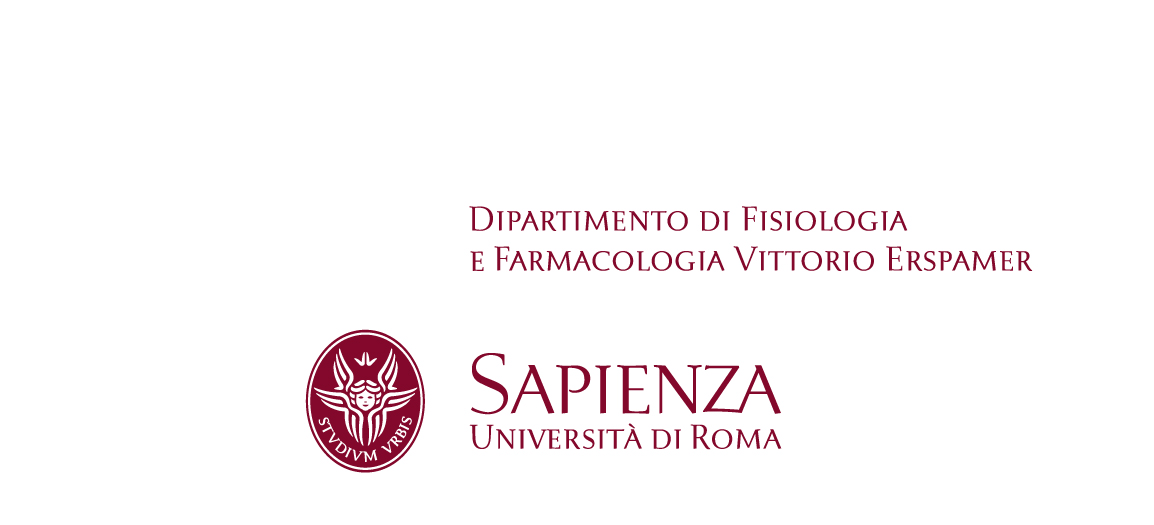 Dipartimento di Fisiologia
e Farmacologia Vittorio Erspamer
Sapienza
Università di Roma
STVDIVM VRBIS